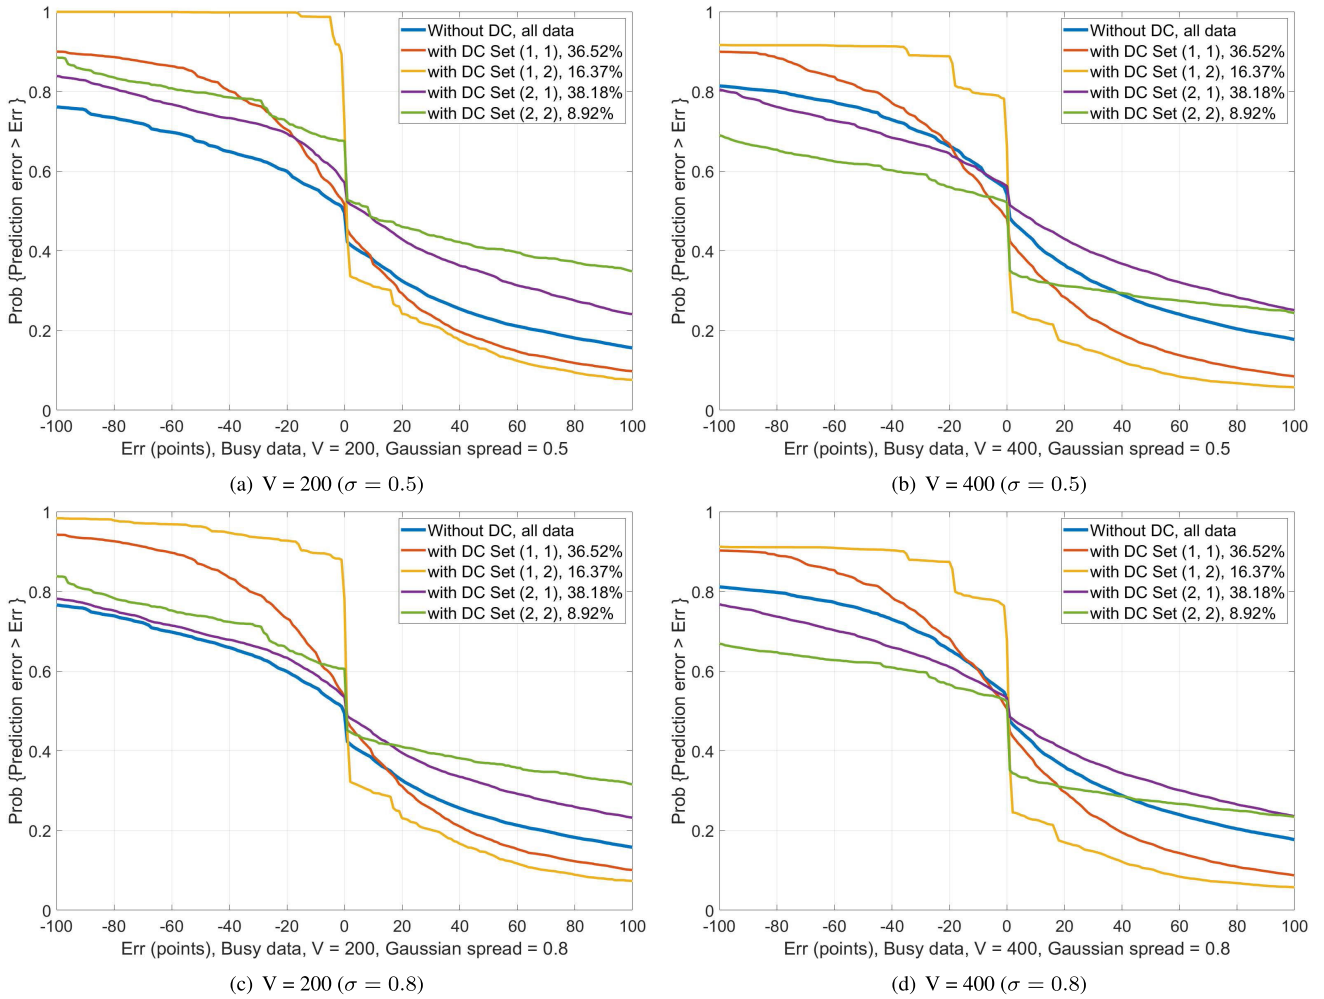 Prob {Prediction error > Err }
1
0.8
0.6
0.4
0.2
0
-100 -80 -60 -40 -20 0 20 40 60 80 100
Without DC, all data
with DC Set (1, 1), 36.52%
with DC Set (1, 2), 16.37%
with DC Set (2, 1), 38.18%
with DC Set (2, 2), 8.92%
Err (points), Busy data, V = 200, Gaussian spread = 0.5
(a) V = 200 (σ = 0.5)
Prob {Prediction error > Err }
1
0.8
0.6
0.4
0.2
0
-100 -80 -60 -40 -20 0 20 40 60 80 100
Without DC, all data
with DC Set (1, 1), 36.52%
with DC Set (1, 2), 16.37%
with DC Set (2, 1), 38.18%
with DC Set (2, 2), 8.92%
Err (points), Busy data, V = 400, Gaussian spread = 0.5
(b) V = 400 (σ = 0.5)
Prob {Prediction error > Err }
1
0.8
0.6
0.4
0.2
0
-100 -80 -60 -40 -20 0 20 40 60 80 100
Without DC, all data
with DC Set (1, 1), 36.52%
with DC Set (1, 2), 16.37%
with DC Set (2, 1), 38.18%
with DC Set (2, 2), 8.92%
Err (points), Busy data, V = 200, Gaussian spread = 0.8
(c) V = 200 (σ = 0.8)
Prob {Prediction error > Err }
1
0.8
0.6
0.4
0.2
0
-100 -80 -60 -40 -20 0 20 40 60 80 100
Without DC, all data
with DC Set (1, 1), 36.52%
with DC Set (1, 2), 16.37%
with DC Set (2, 1), 38.18%
with DC Set (2, 2), 8.92%
Err (points), Busy data, V = 400, Gaussian spread = 0.8
(d) V = 400 (σ = 0.8)